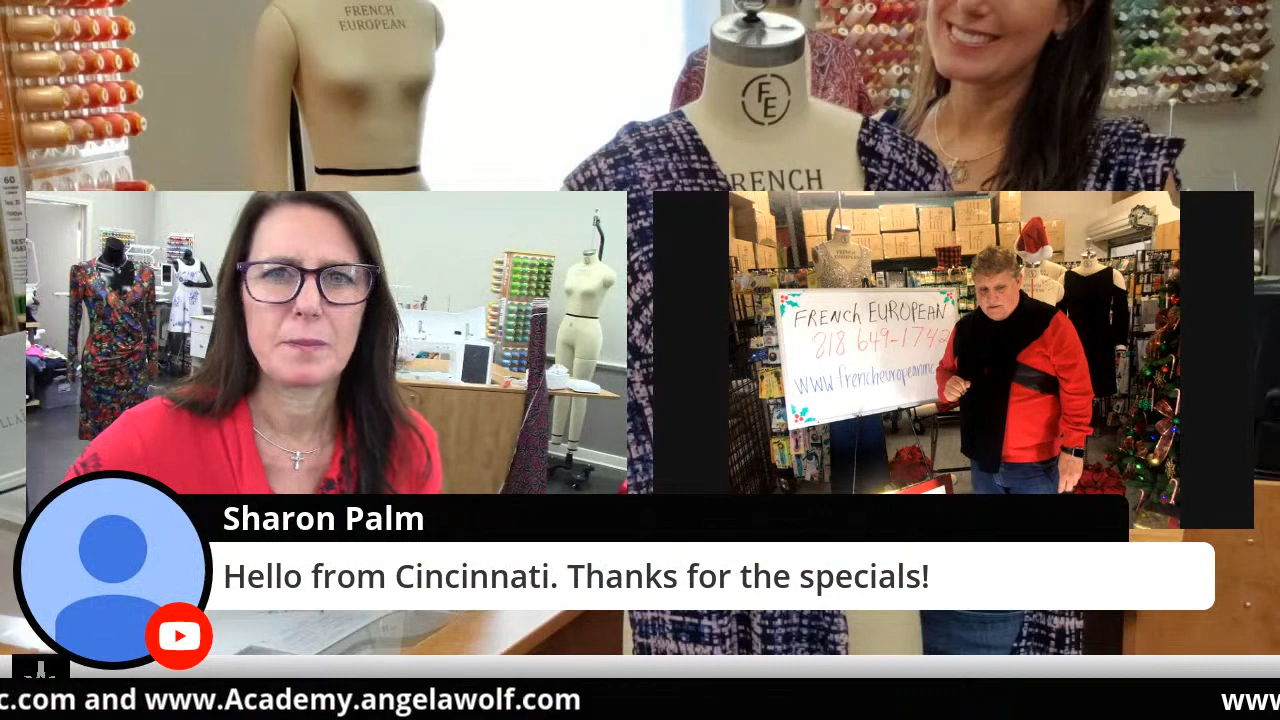 FRENCH
EUROPEAN
FE
FRENCH
60
FRENCH EUROPEAN
818 649-1742
www.frencheuropeaninc
Sharon Palm
Hello from Cincinnati. Thanks for the specials!
c.com and www.Academy.angelawolf.com
www